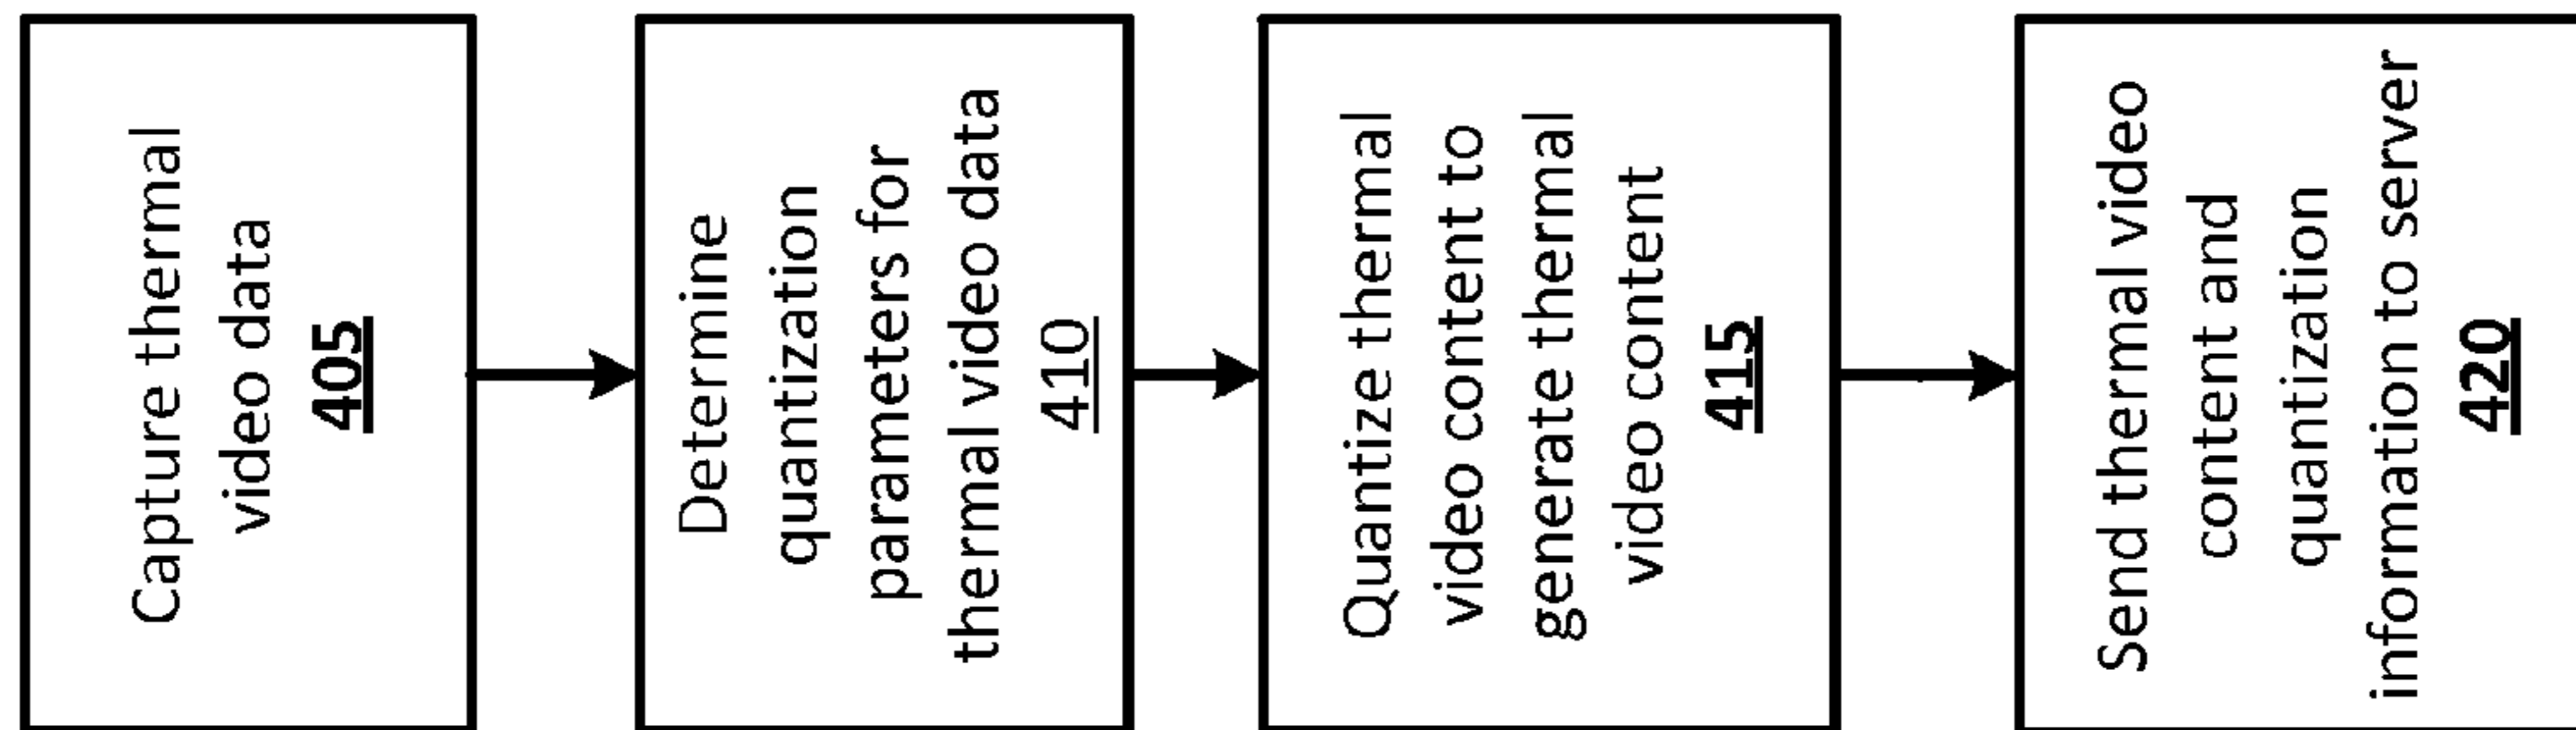 Capture thermal
video data
405
Determine
quantization
parameters for
thermal video data
410
Quantize thermal
video content to
generate thermal
video content
415
Send thermal video
content and
quantization
information to server
420